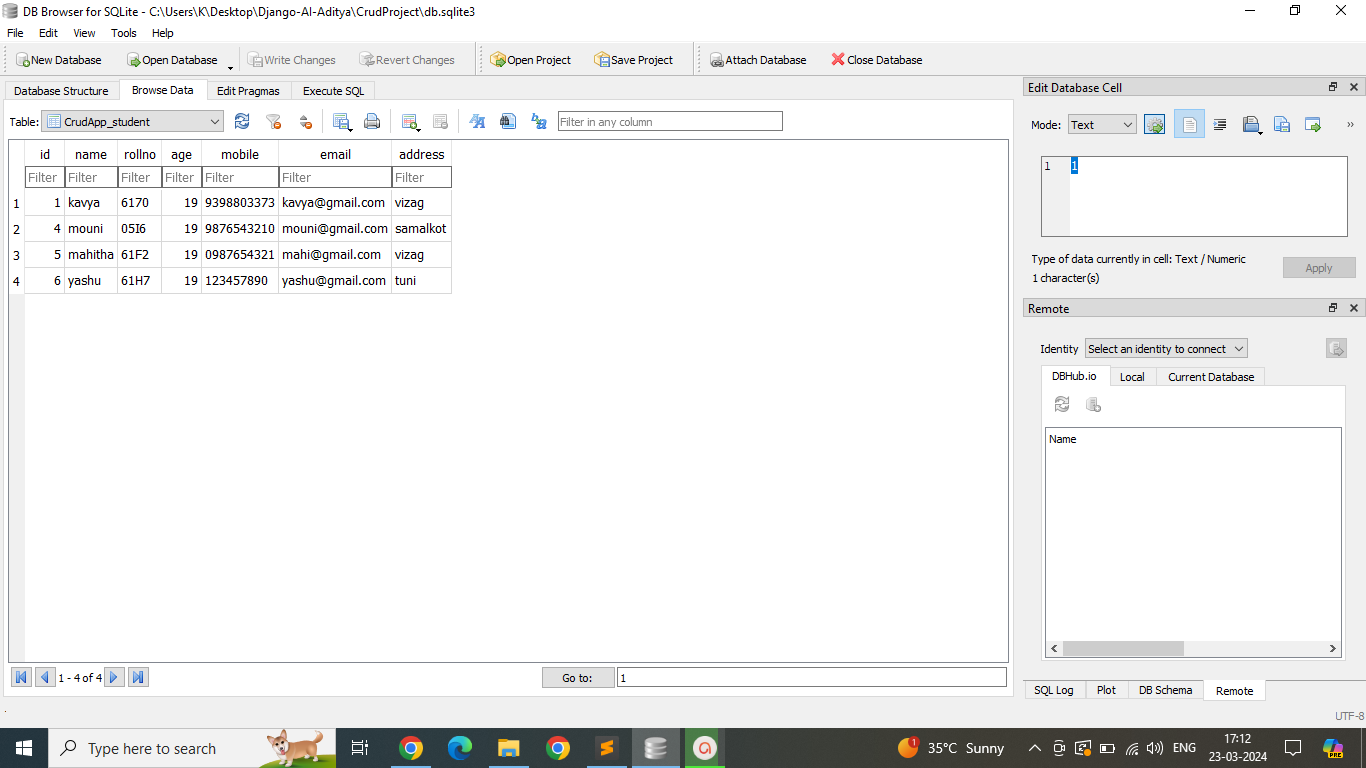 DB Browser for SQLite - C:\Users\K\Desktop\Django-AI-Aditya\CrudProject\db.sqlite3
File Edit View Tools Help
New Database Open Database Write Changes Revert Changes Open Project Save Project Attach Database Close Database
Database Structure Browse Data Edit Pragmas Execute SQL
Table: CrudApp_student Filter in any column
id name rollno age mobile email address
Filter Filter Filter Filter Filter Filter Filter
1 1 kavya 6170 19 9398803373 kavya@gmail.com vizag
2 4 mouni 05I6 19 9876543210 mouni@gmail.com samalkot
3 5 mahitha 61F2 19 0987654321 mahi@gmail.com vizag
4 6 yashu 61H7 19 123457890 yashu@gmail.com tuni
1 - 4 of 4 Go to: 1
Edit Database Cell
Mode: Text
1 1
Type of data currently in cell: Text / Numeric
1 character(s)
Apply
Remote
Identity Select an identity to connect
DBHub.io Local Current Database
Name
SQL Log Plot DB Schema Remote
UTF-8
Type here to search
1 35°C Sunny ENG 17:12
23-03-2024
PRE